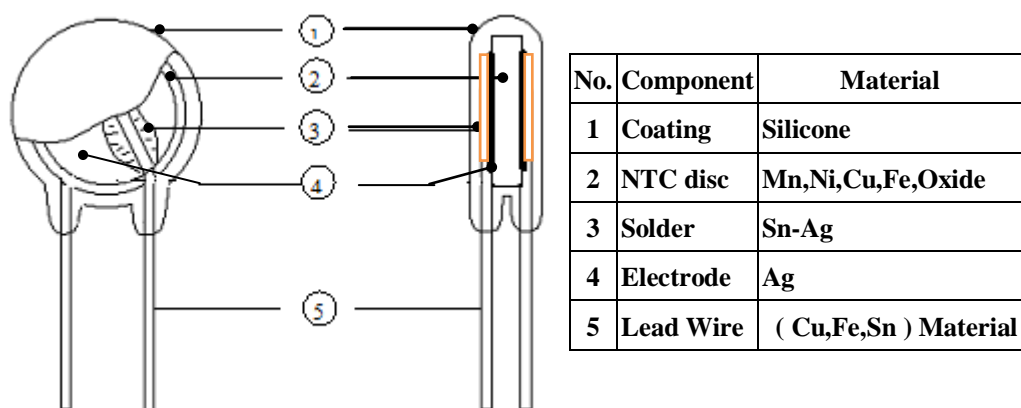 1
2
3
4
5
No. Component Material
1 Coating Silicone
2 NTC disc Mn,Ni,Cu,Fe,Oxide
3 Solder Sn-Ag
4 Electrode Ag
5 Lead Wire ( Cu,Fe,Sn ) Material